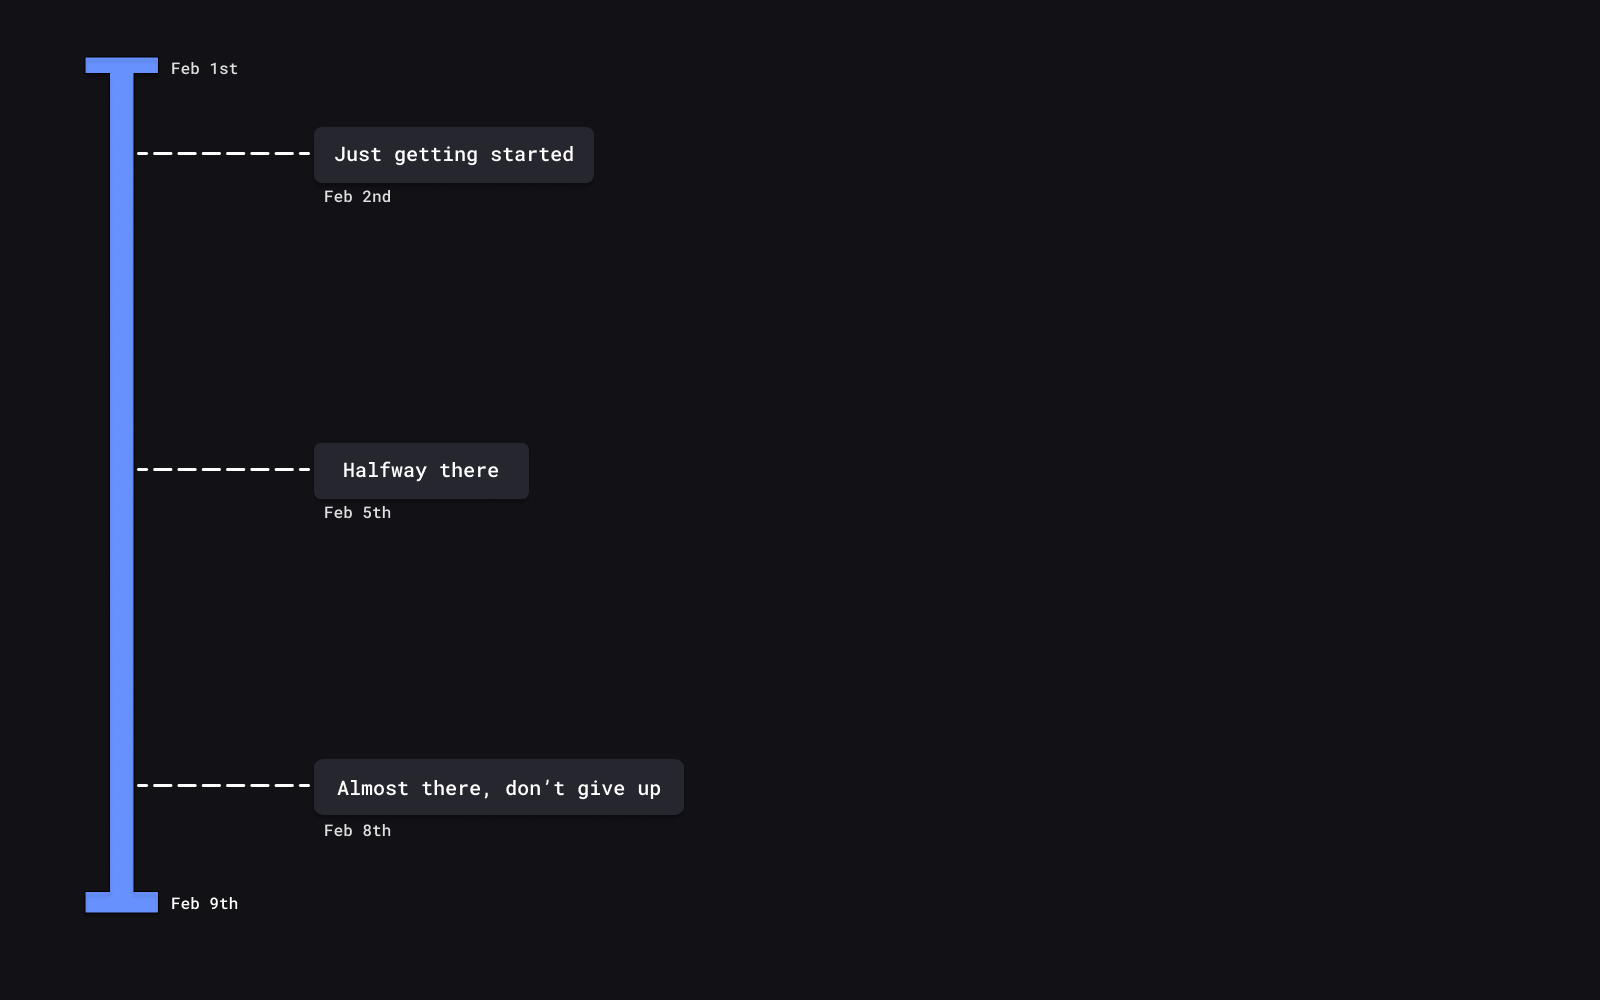 Feb 1st
Just getting started
Feb 2nd
Halfway there
Feb 5th
Almost there, don’t give up
Feb 8th
Feb 9th